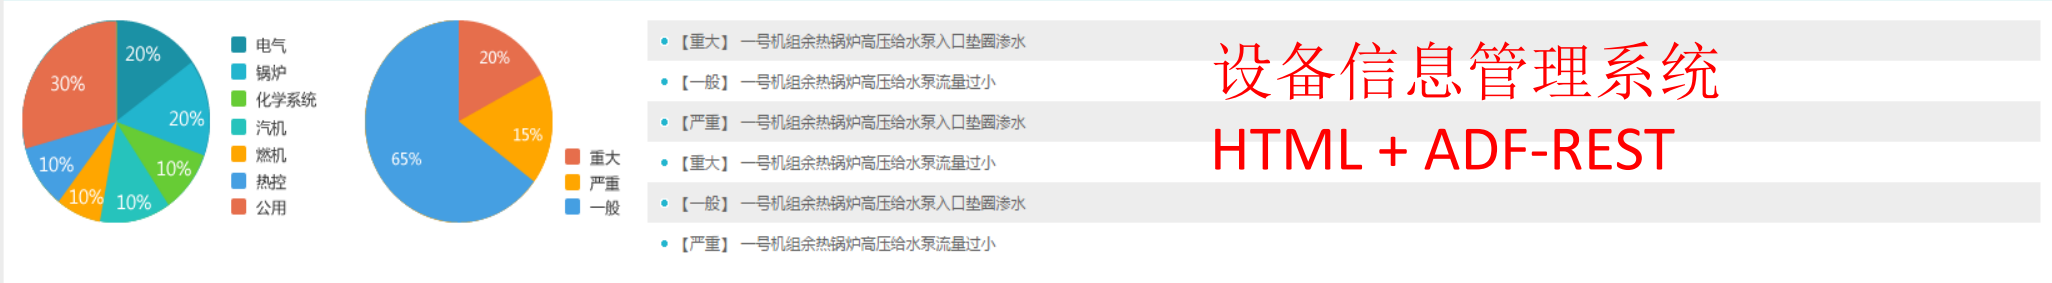 20%
20%
10%
10%
10%
10%
30%
电气
锅炉
化学系统
汽机
燃机
热控
公用
20%
15%
65%
重大
严重
一般
【重大】 一号机组余热锅炉高压给水泵入口垫圈渗水
【一般】 一号机组余热锅炉高压给水泵流量过小
【严重】 一号机组余热锅炉高压给水泵入口垫圈渗水
【重大】 一号机组余热锅炉高压给水泵流量过小
【一般】 一号机组余热锅炉高压给水泵入口垫圈渗水
【严重】 一号机组余热锅炉高压给水泵流量过小
设备信息管理系统
HTML + ADF-REST